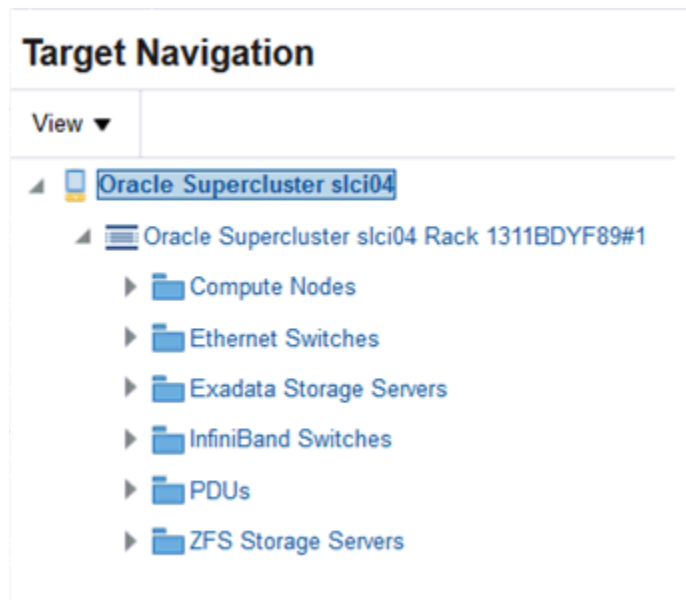 Target Navigation
View
Oracle Supercluster slci04
Oracle Supercluster slci04 Rack 1311BDYF89#1
Compute Nodes
Ethernet Switches
Exadata Storage Servers
InfiniBand Switches
PDUs
ZFS Storage Servers